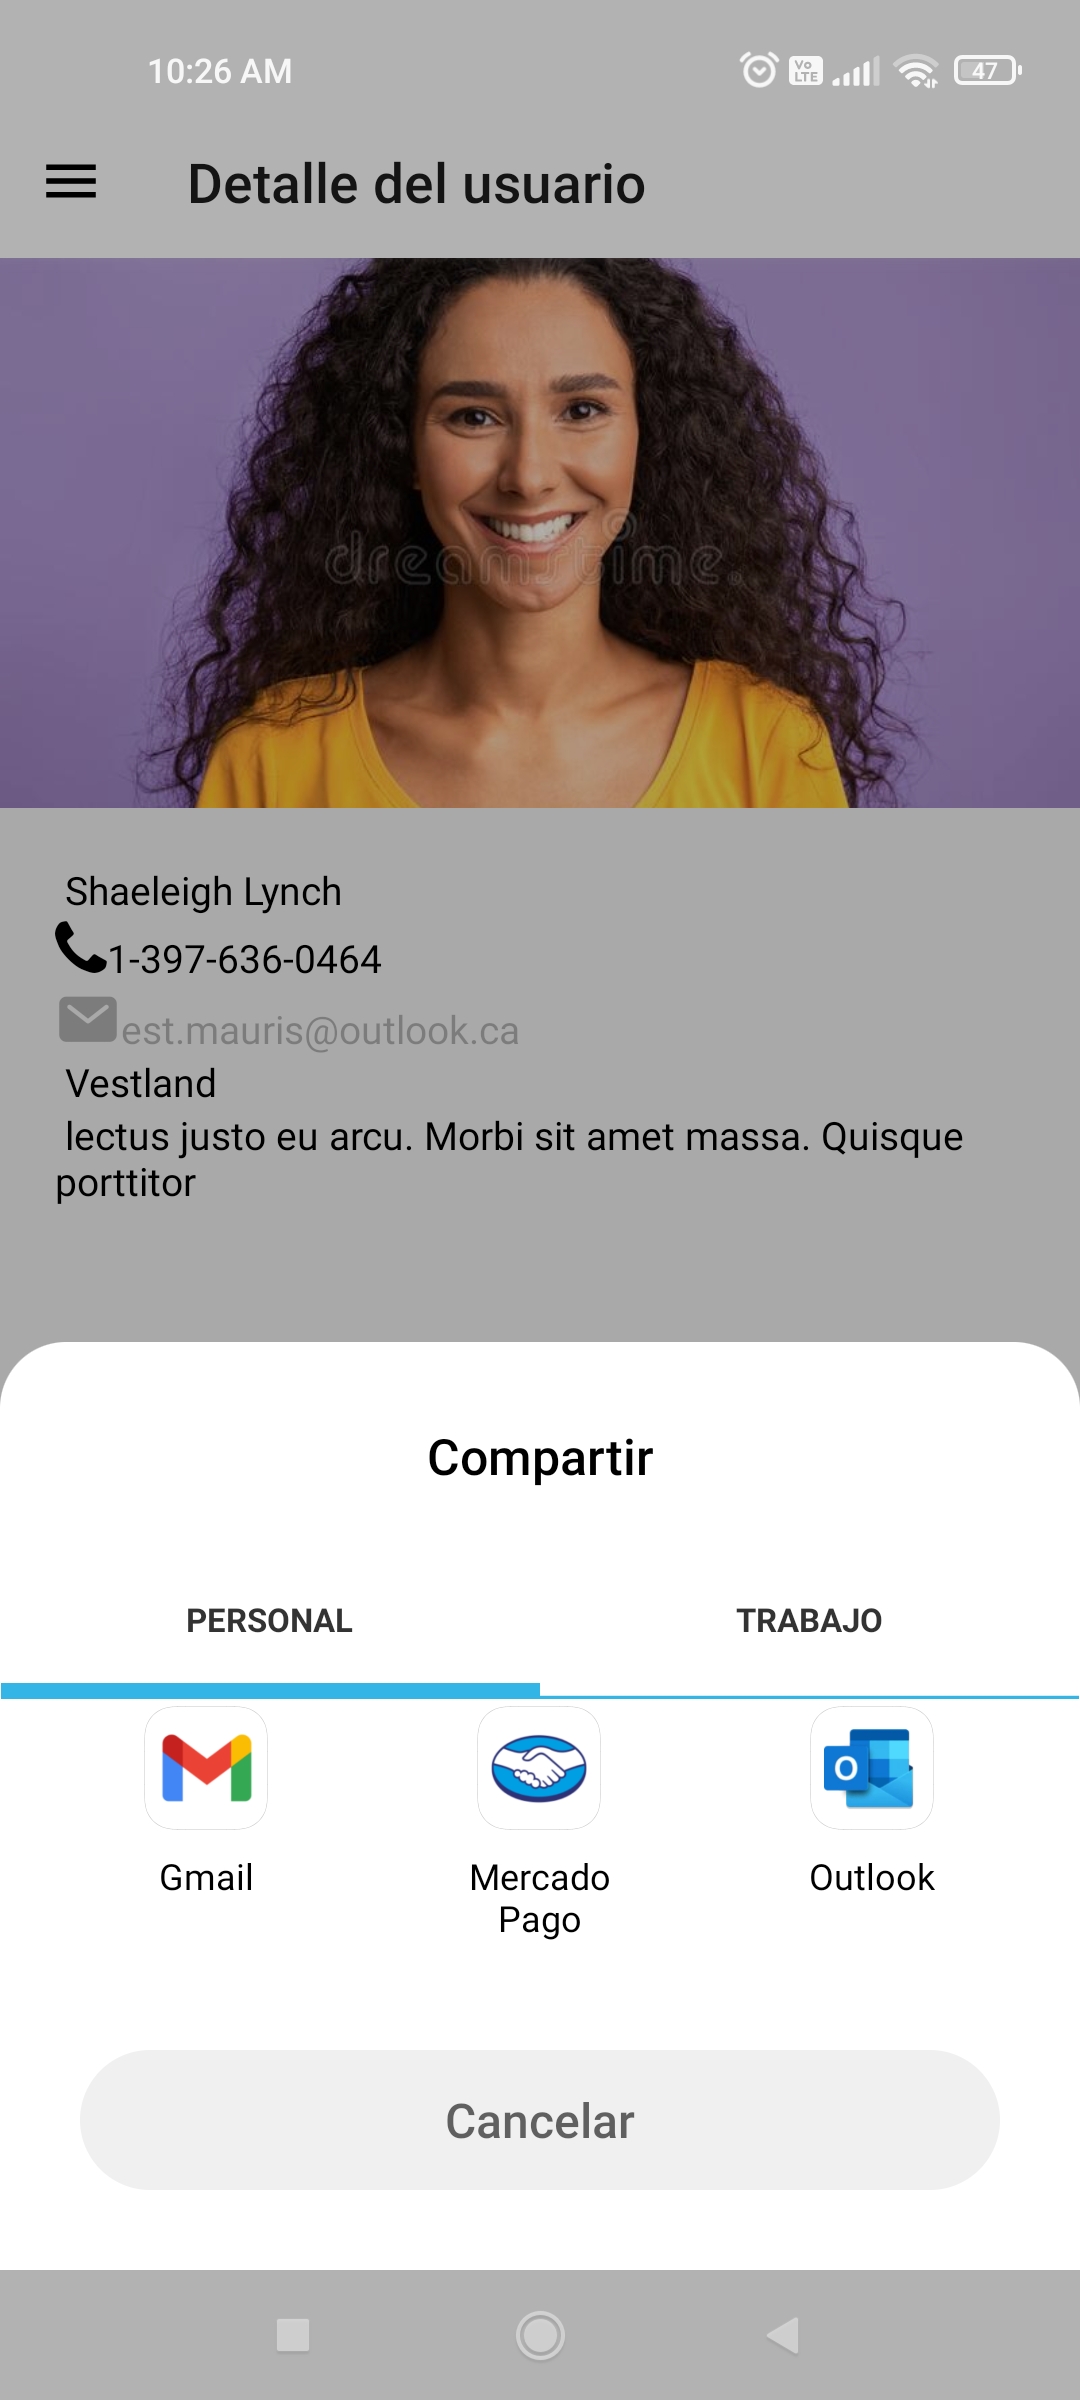 10:26 AM
Vo
LTE
47
Detalle del usuario
dreamstime.
Shaeleigh Lynch
1-397-636-0464
est.mauris@outlook.ca
Vestland
lectus justo eu arcu. Morbi sit amet massa. Quisque
porttitor
Compartir
PERSONAL
TRABAJO
Gmail
Mercado
Pago
Outlook
Cancelar